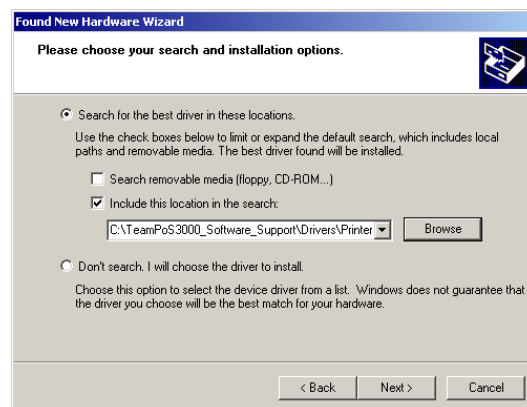 Found New Hardware Wizard
Please choose your search and installation options.
Search for the best driver in these locations.
Use the check boxes below to limit or expand the default search, which includes local
paths and removable media. The best driver found will be installed.
Search removable media (floppy, CD-ROM...)
Include this location in the search:
C:\TeamPoS3000_Software_Support\Drivers\Printer
Browse
Don't search. I will choose the driver to install.
Choose this option to select the device driver from a list. Windows does not guarantee that
the driver you choose will be the best match for your hardware.
< Back Next > Cancel